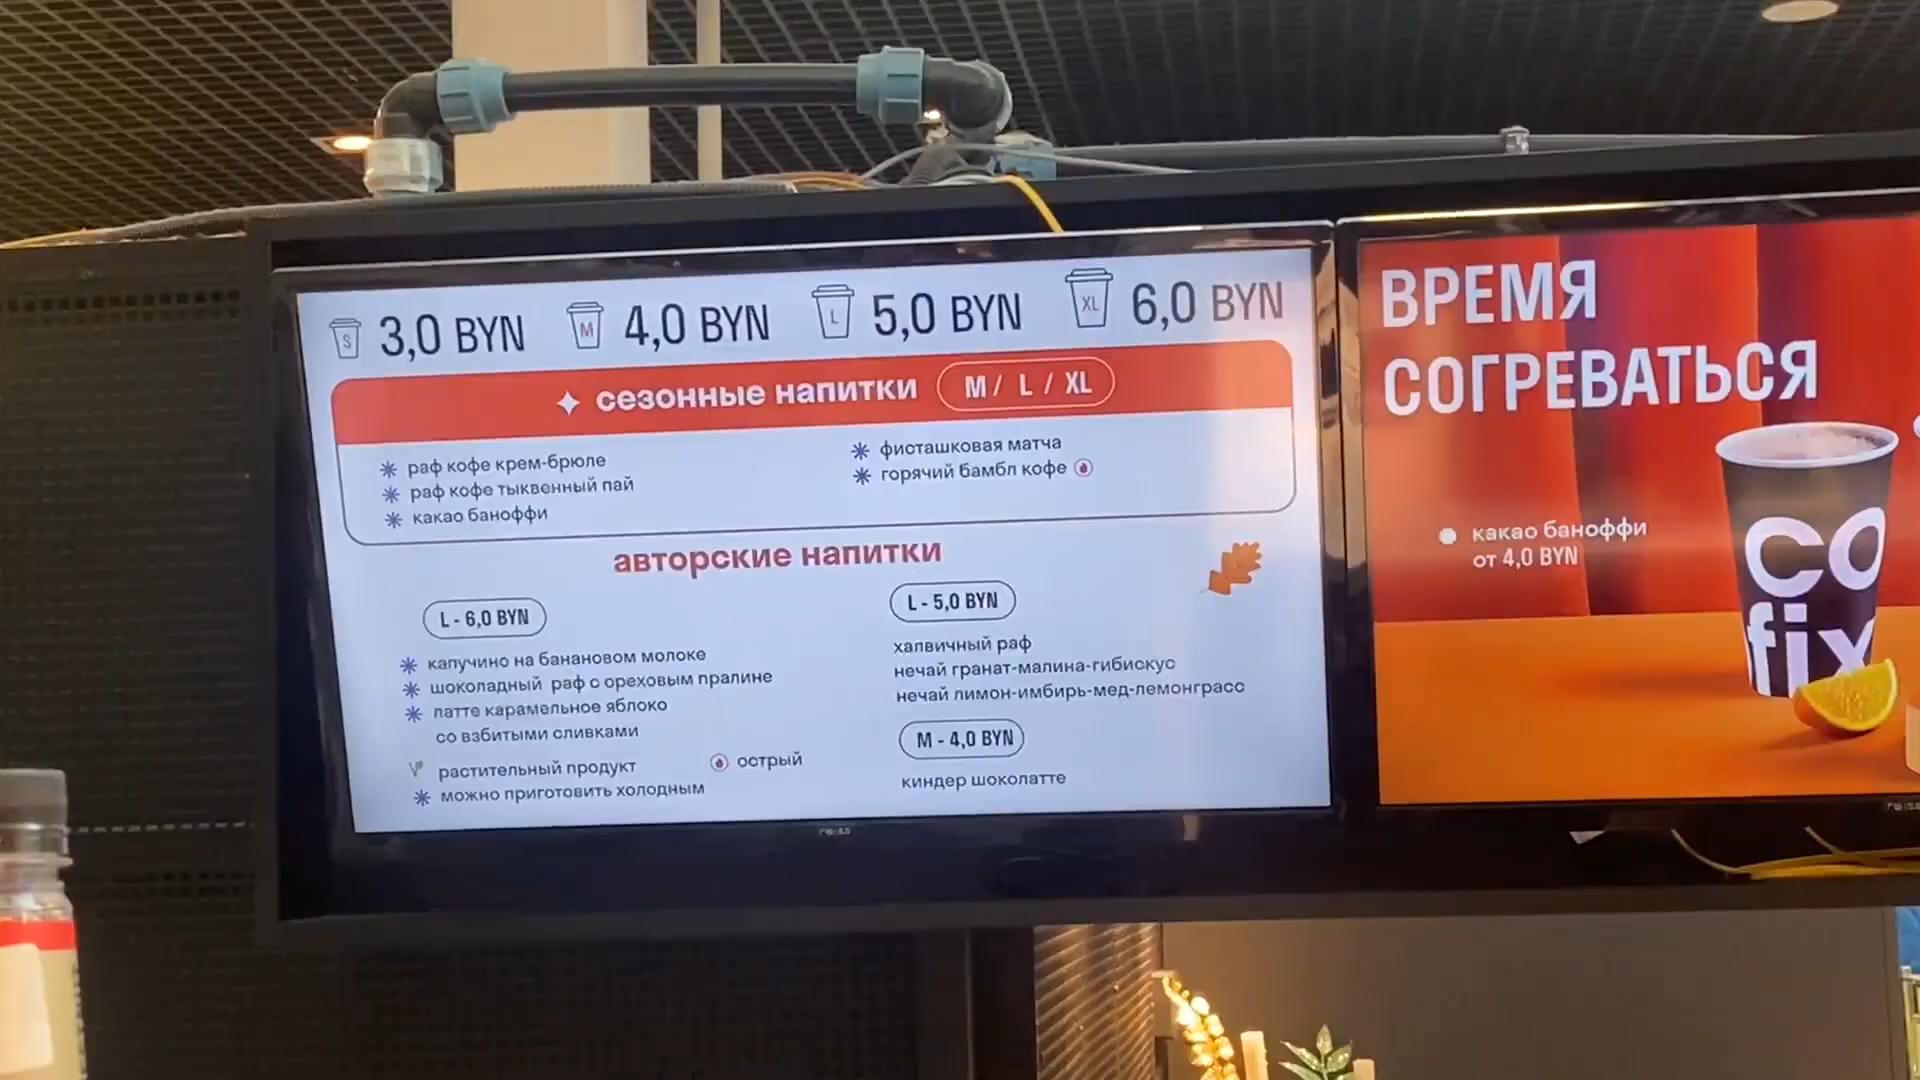 S 3,0 BYN M 4,0 BYN L 5,0 BYN XL 6,0 BYN
сезонные напитки M / L / XL
раф кофе крем-брюле
раф кофе тыквенный пай
какао баноффи
фисташковая матча
горячий бамбл кофе
авторские напитки
L - 6,0 BYN
капучино на банановом молоке
шоколадный раф с ореховым пралине
латте карамельное яблоко
со взбитыми сливками
растительный продукт
острый
можно приготовить холодным
L - 5,0 BYN
халвичный раф
нечай гранат-малина-гибискус
нечай лимон-имбирь-мед-лемонграсс
M - 4,0 BYN
киндер шоколатте
ВРЕМЯ
СОГРЕВАТЬСЯ
какао баноффи
от 4,0 BYN
co
fix